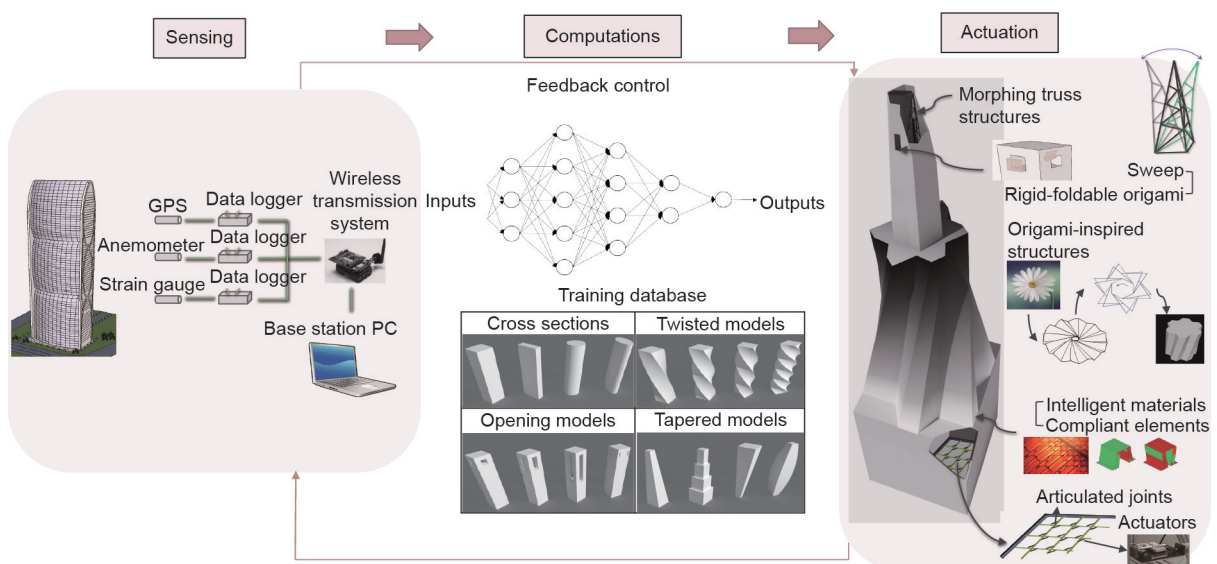 Sensing
Computations
Actuation
Feedback control
GPS
Data logger
Anemometer
Data logger
Strain gauge
Data logger
Wireless
transmission
system
Base station PC
Inputs
Outputs
Training database
Cross sections
Twisted models
Opening models
Tapered models
Morphing truss
structures
Sweep
Rigid-foldable origami
Origami-inspired
structures
Intelligent materials
Compliant elements
Articulated joints
Actuators